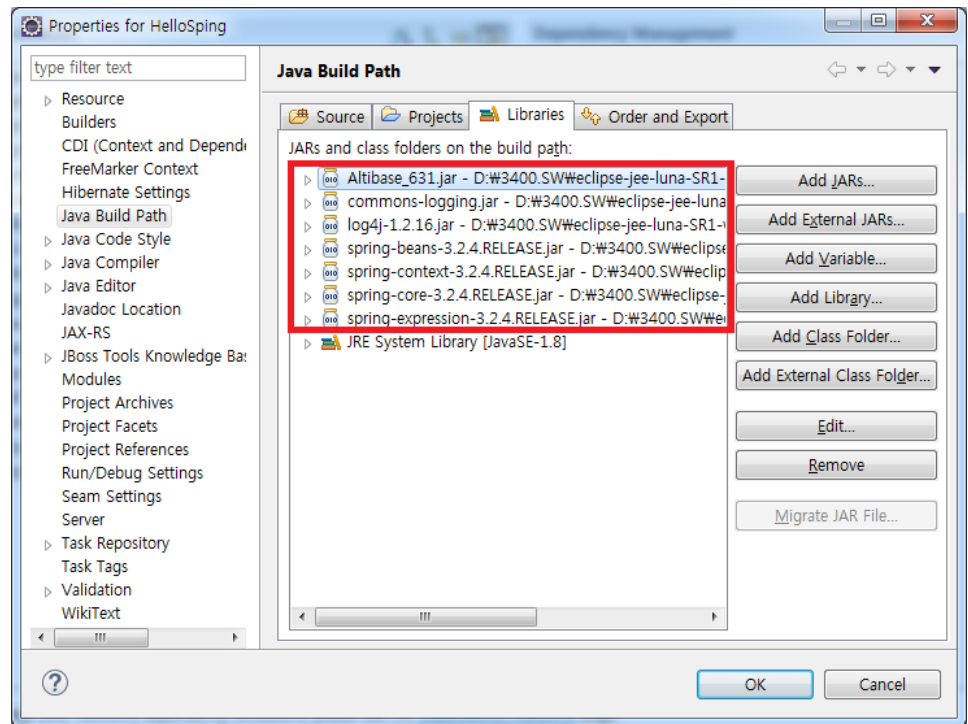 Properties for HelloSping
type filter text
Resource
Builders
CDI (Context and Depende
FreeMarker Context
Hibernate Settings
Java Build Path
Java Code Style
Java Compiler
Java Editor
Javadoc Location
JAX-RS
JBoss Tools Knowledge Ba
Modules
Project Archives
Project Facets
Project References
Run/Debug Settings
Seam Settings
Server
Task Repository
Task Tags
Validation
WikiText
Java Build Path
Source Projects Libraries Order and Export
JARs and class folders on the build path:
Altibase_631.jar - D:₩3400.SW₩eclipse-jee-luna-SR1-
commons-logging.jar - D:₩3400.SW₩eclipse-jee-luna
log4j-1.2.16.jar - D:₩3400.SW₩eclipse-jee-luna-SR1-
spring-beans-3.2.4.RELEASE.jar - D:₩3400.SW₩eclipse
spring-context-3.2.4.RELEASE.jar - D:₩3400.SW₩eclip
spring-core-3.2.4.RELEASE.jar - D:₩3400.SW₩eclipse-
spring-expression-3.2.4.RELEASE.jar - D:₩3400.SW₩e
JRE System Library [JavaSE-1.8]
Add JARs...
Add External JARs...
Add Variable...
Add Library...
Add Class Folder...
Add External Class Folder...
Edit...
Remove
Migrate JAR File...
OK
Cancel